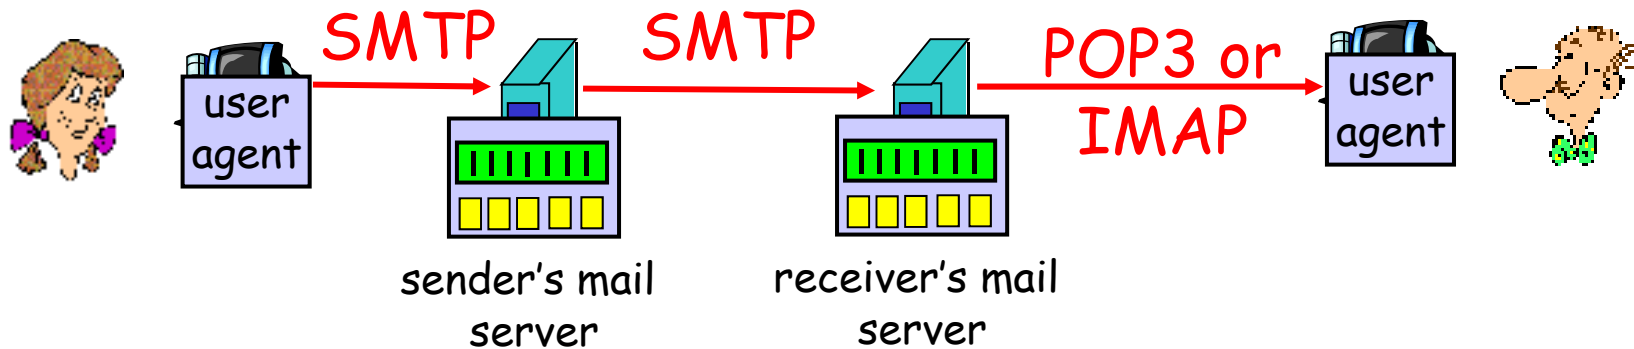 SMTP
SMTP
POP3 or
IMAP
user
agent
user
agent
sender's mail
server
receiver's mail
server